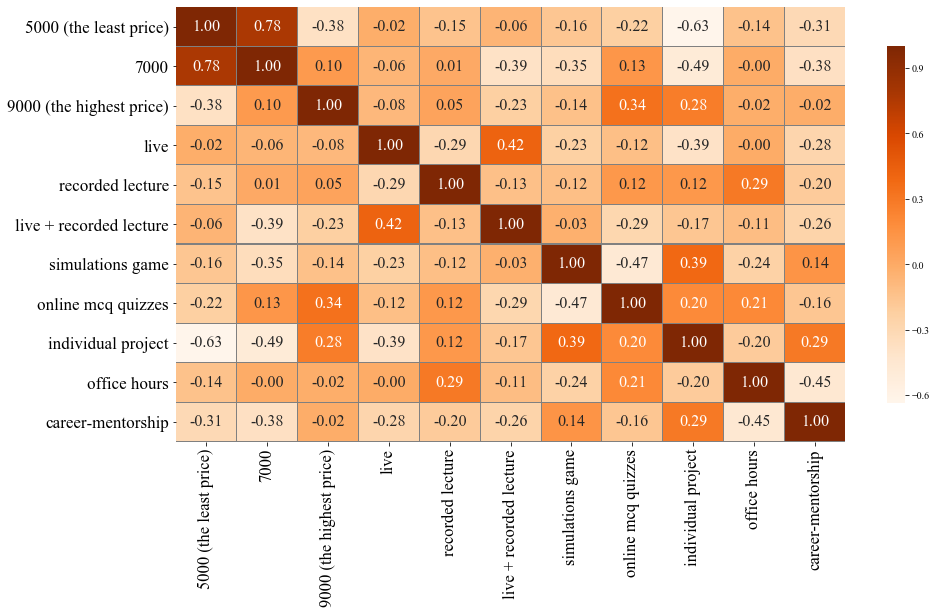 5000 (the least price) 1.00 0.78 -0.38 -0.02 -0.15 -0.06 -0.16 -0.22 -0.63 -0.14 -0.31
7000 0.78 1.00 0.10 -0.06 0.01 -0.39 -0.35 0.13 -0.49 -0.00 -0.38
9000 (the highest price) -0.38 0.10 1.00 -0.08 0.05 -0.23 -0.14 0.34 0.28 -0.02 -0.02
live -0.02 -0.06 -0.08 1.00 -0.29 0.42 -0.23 -0.12 -0.39 -0.00 -0.28
recorded lecture -0.15 0.01 0.05 -0.29 1.00 -0.13 -0.12 0.12 0.12 0.29 -0.20
live + recorded lecture -0.06 -0.39 -0.23 0.42 -0.13 1.00 -0.03 -0.29 -0.17 -0.11 -0.26
simulations game -0.16 -0.35 -0.14 -0.23 -0.12 -0.03 1.00 -0.47 0.39 -0.24 0.14
online mcq quizzes -0.22 0.13 0.34 -0.12 0.12 -0.29 -0.47 1.00 0.20 0.21 -0.16
individual project -0.63 -0.49 0.28 -0.39 0.12 -0.17 0.39 0.20 1.00 -0.20 0.29
office hours -0.14 -0.00 -0.02 -0.00 0.29 -0.11 -0.24 0.21 -0.20 1.00 -0.45
career-mentorship -0.31 -0.38 -0.02 -0.28 -0.20 -0.26 0.14 -0.16 0.29 -0.45 1.00
5000 (the least price)
7000
9000 (the highest price)
live
recorded lecture
live + recorded lecture
simulations game
online mcq quizzes
individual project
office hours
career-mentorship
0.9
0.6
0.3
0.0
-0.3
-0.6